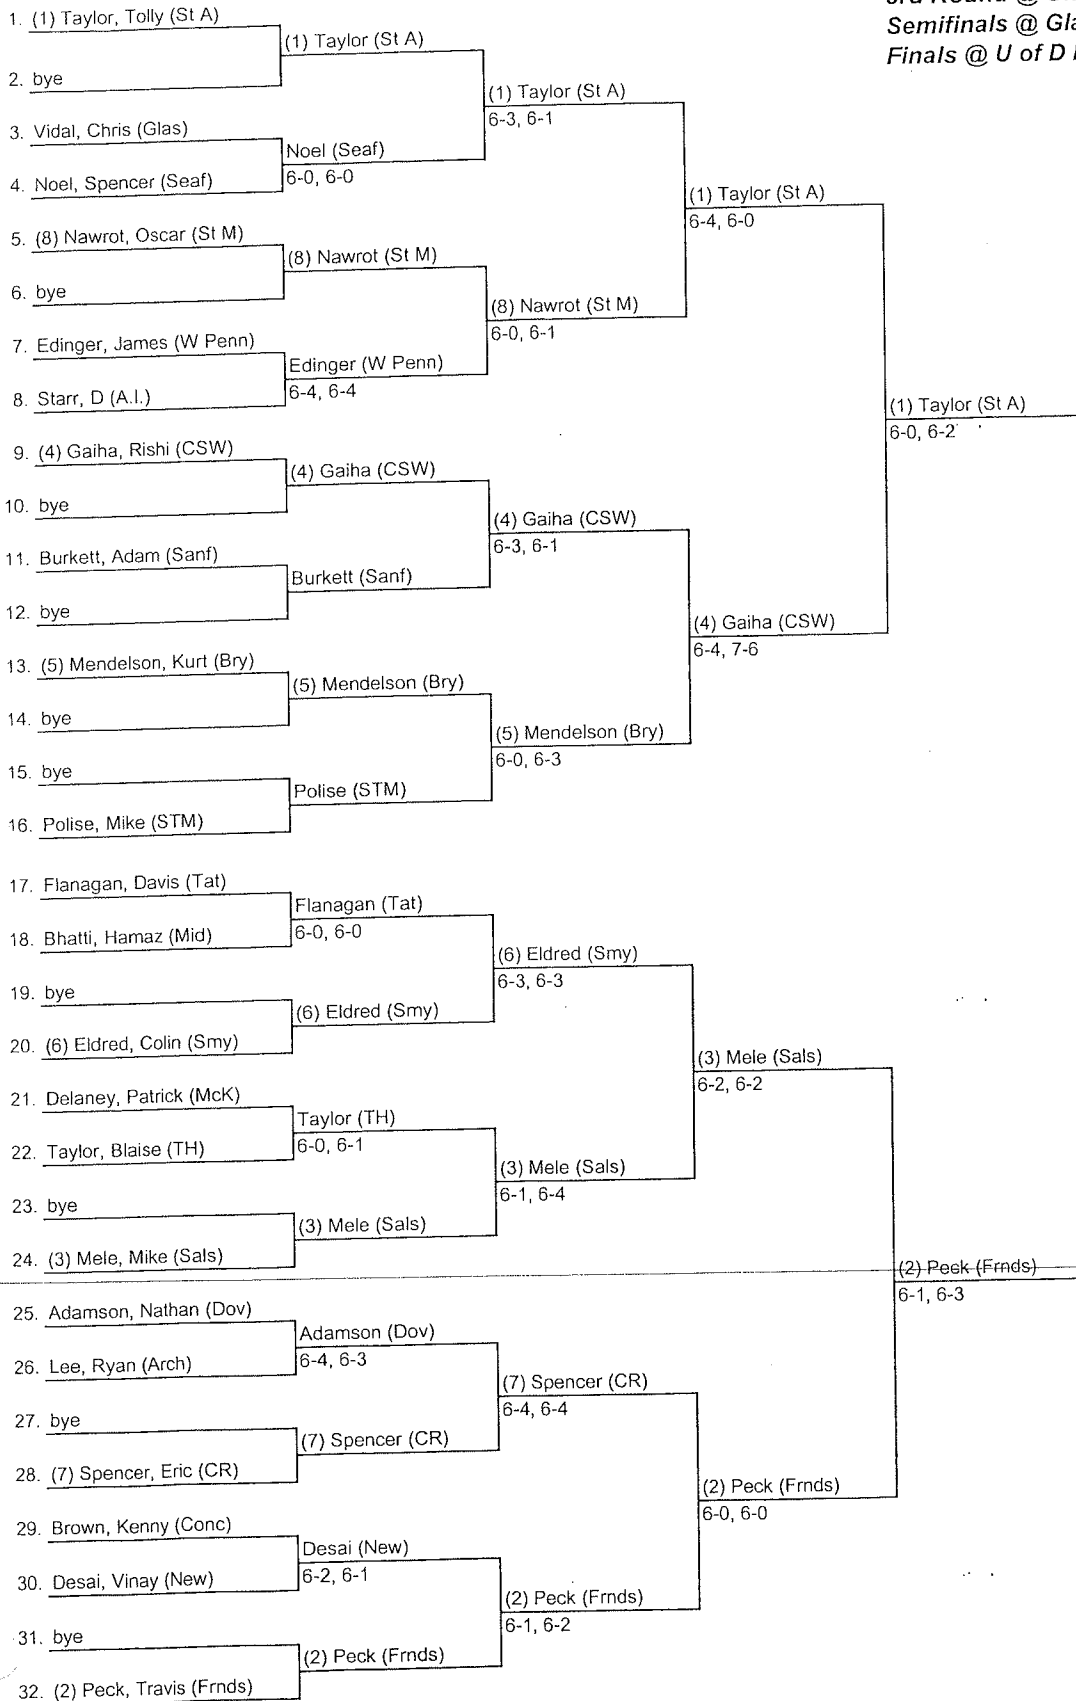 3rd Round @
Semifinals @
Finals @ U of D
1. (1) Taylor, Tolly (St A)
(1) Taylor (St A)
2. bye
(1) Taylor (St A)
6-3, 6-1
3. Vidal, Chris (Glas)
Noel (Seaf)
6-0, 6-0
4. Noel, Spencer (Seaf)
(1) Taylor (St A)
6-4, 6-0
5. (8) Nawrot, Oscar (St M)
(8) Nawrot (St M)
6. bye
(8) Nawrot (St M)
6-0, 6-1
7. Edinger, James (W Penn)
Edinger (W Penn)
6-4, 6-4
8. Starr, D (A.I.)
(1) Taylor (St A)
6-0, 6-2
9. (4) Gaiha, Rishi (CSW)
(4) Gaiha (CSW)
10. bye
(4) Gaiha (CSW)
6-3, 6-1
11. Burkett, Adam (Sanf)
Burkett (Sanf)
12. bye
(4) Gaiha (CSW)
6-4, 7-6
13. (5) Mendelson, Kurt (Bry)
(5) Mendelson (Bry)
14. bye
(5) Mendelson (Bry)
6-0, 6-3
15. bye
Polise (STM)
16. Polise, Mike (STM)
17. Flanagan, Davis (Tat)
Flanagan (Tat)
6-0, 6-0
18. Bhatti, Hamaz (Mid)
(6) Eldred (Smy)
6-3, 6-3
19. bye
(6) Eldred (Smy)
20. (6) Eldred, Colin (Smy)
(3) Mele (Sals)
6-2, 6-2
21. Delaney, Patrick (McK)
Taylor (TH)
6-0, 6-1
22. Taylor, Blaise (TH)
(3) Mele (Sals)
6-1, 6-4
23. bye
(3) Mele (Sals)
24. (3) Mele, Mike (Sals)
(2) Peck (Frnds)
6-1, 6-3
25. Adamson, Nathan (Dov)
Adamson (Dov)
6-4, 6-3
26. Lee, Ryan (Arch)
(7) Spencer (CR)
6-4, 6-4
27. bye
(7) Spencer (CR)
28. (7) Spencer, Eric (CR)
(2) Peck (Frnds)
6-0, 6-0
29. Brown, Kenny (Conc)
Desai (New)
6-2, 6-1
30. Desai, Vinay (New)
(2) Peck (Frnds)
6-1, 6-2
31. bye
(2) Peck (Frnds)
32. (2) Peck, Travis (Frnds)